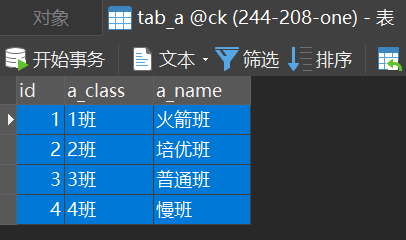 对象 tab_a @ck (244-208-one) - 表
开始事务 文本 筛选 排序
id a_class a_name
1 1班 火箭班
2 2班 培优班
3 3班 普通班
4 4班 慢班